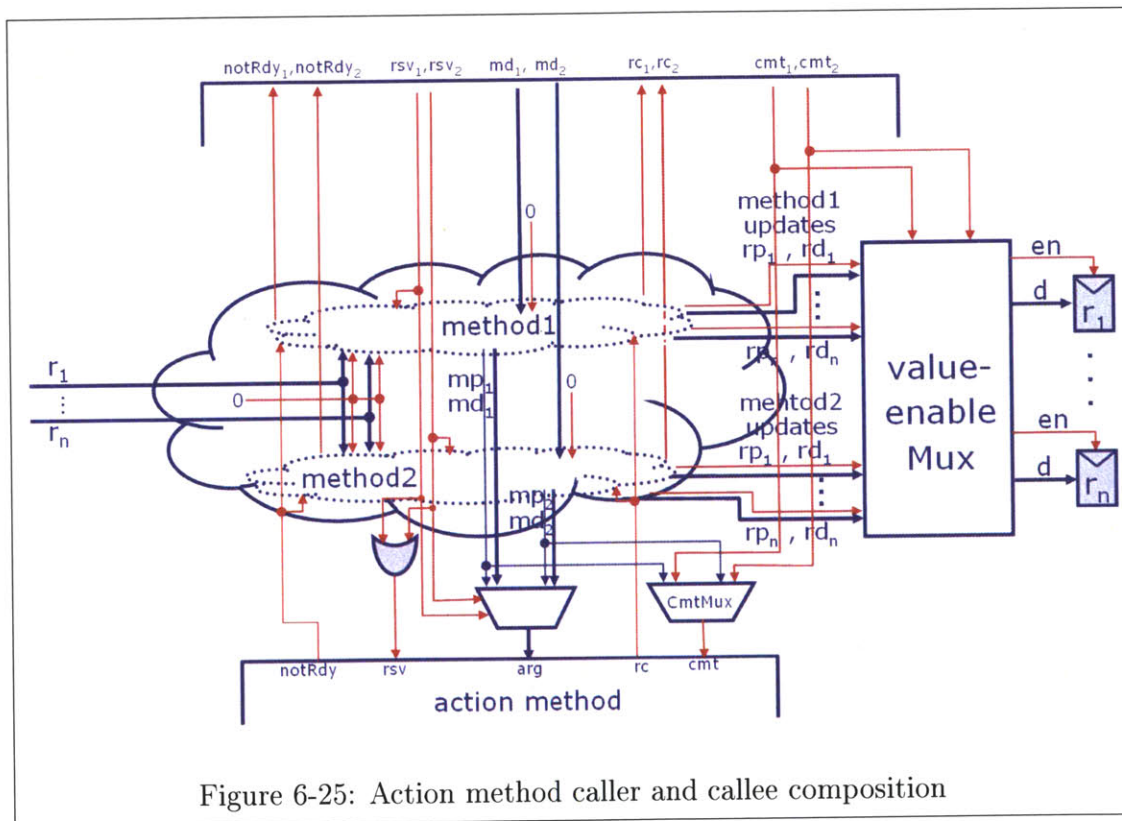 notRdy₁,notRdy₂ rsv₁,rsv₂ md₁, md₂ rc₁,rc₂ cmt₁,cmt₂
0
method1
updates
rp₁ , rd₁
en
d
r₁
method1
rpₙ , rdₙ
value-
enable
Mux
r₁
⋮
rₙ
0
mp₁
md₁
0
mehtod2
updates
rp₁ , rd₁
en
d
rₙ
method2
mp₂
md₂
rpₙ , rdₙ
CmtMux
notRdy rsv arg rc cmt
action method
Figure 6-25: Action method caller and callee composition